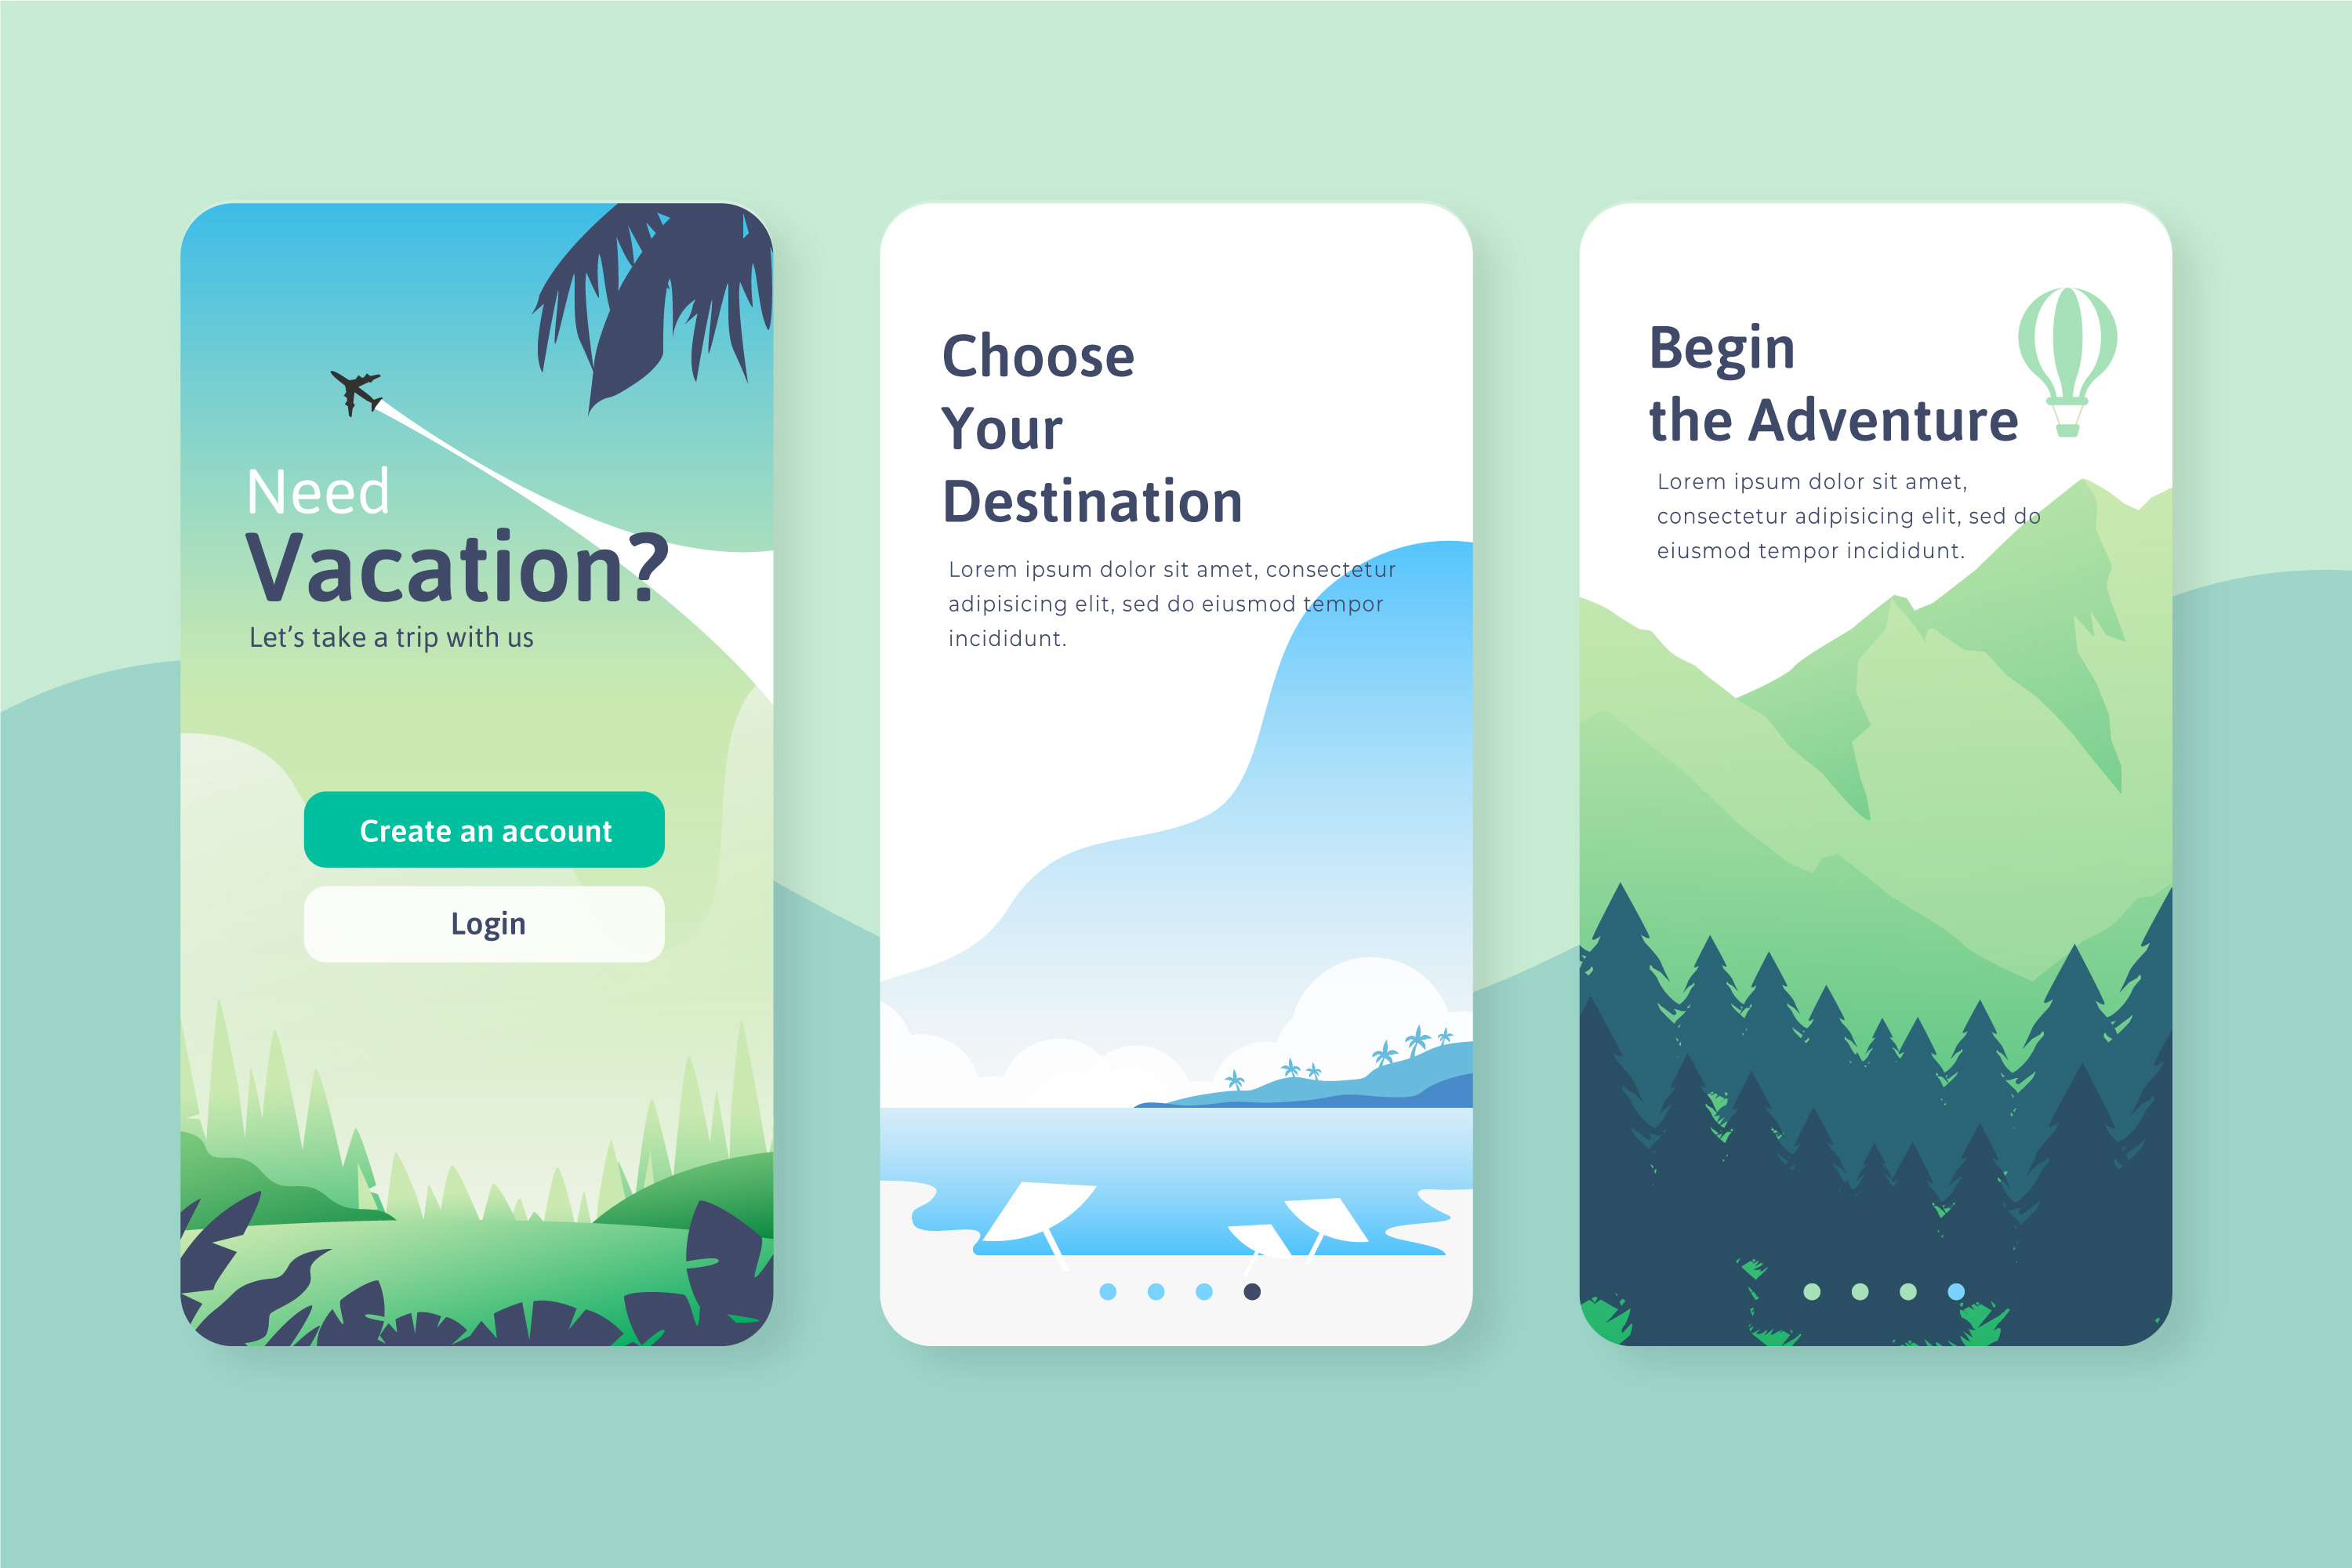 Need
Vacation?
Let’s take a trip with us
Create an account
Login
Choose
Your
Destination
Lorem ipsum dolor sit amet, consectetur
adipisicing elit, sed do eiusmod tempor
incididunt.
Begin
the Adventure
Lorem ipsum dolor sit amet,
consectetur adipisicing elit, sed do
eiusmod tempor incididunt.